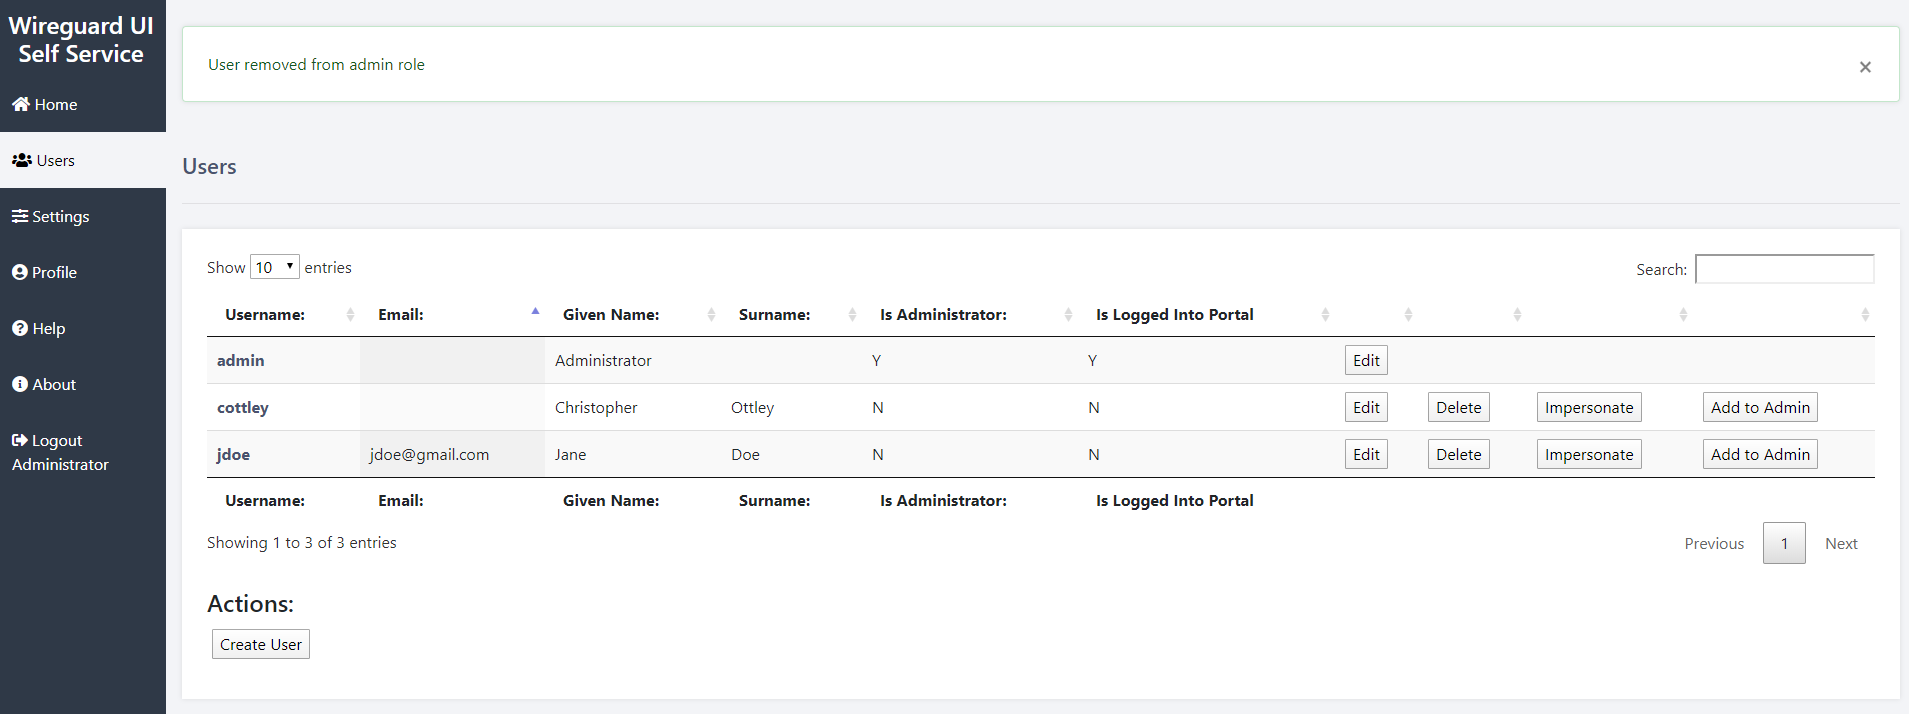 Wireguard UI
Self Service
Home
Users
Settings
Profile
Help
About
Logout
Administrator
User removed from admin role
×
Users
Show 10 entries
Search:
Username: Email: Given Name: Surname: Is Administrator: Is Logged Into Portal
admin Administrator Y Y Edit
cottley Christopher Ottley N N Edit Delete Impersonate Add to Admin
jdoe jdoe@gmail.com Jane Doe N N Edit Delete Impersonate Add to Admin
Username: Email: Given Name: Surname: Is Administrator: Is Logged Into Portal
Showing 1 to 3 of 3 entries
Previous 1 Next
Actions:
Create User